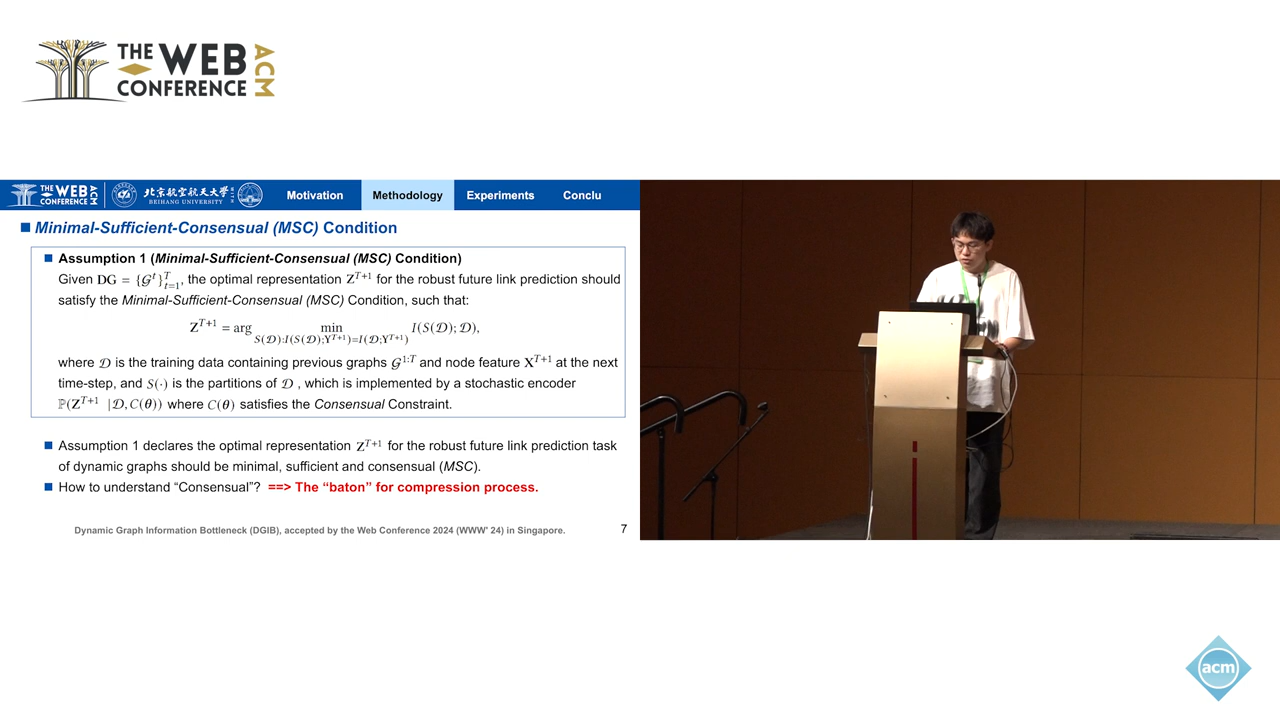 THE WEB
CONFERENCE
ACM
THE WEB
CONFERENCE
ACM
北京航空航天大学
BEIHANG UNIVERSITY
Motivation
Methodology
Experiments
Conclu
Minimal-Sufficient-Consensual (MSC) Condition
Assumption 1 (Minimal-Sufficient-Consensual (MSC) Condition)
Given DG = {𝒢^t}_{t=1}^T, the optimal representation Z^{T+1} for the robust future link prediction should
satisfy the Minimal-Sufficient-Consensual (MSC) Condition, such that:
Z^{T+1} = arg min_{S(𝒟):I(S(𝒟);Y^{T+1})=I(𝒟;Y^{T+1})} I(S(𝒟);𝒟),
where 𝒟 is the training data containing previous graphs 𝒢^{1:T} and node feature X^{T+1} at the next
time-step, and S(·) is the partitions of 𝒟 , which is implemented by a stochastic encoder
ℙ(Z^{T+1} |𝒟, C(θ)) where C(θ) satisfies the Consensual Constraint.
Assumption 1 declares the optimal representation Z^{T+1} for the robust future link prediction task
of dynamic graphs should be minimal, sufficient and consensual (MSC).
How to understand “Consensual”? ==> The “baton” for compression process.
Dynamic Graph Information Bottleneck (DGIB), accepted by the Web Conference 2024 (WWW' 24) in Singapore.
7
acm